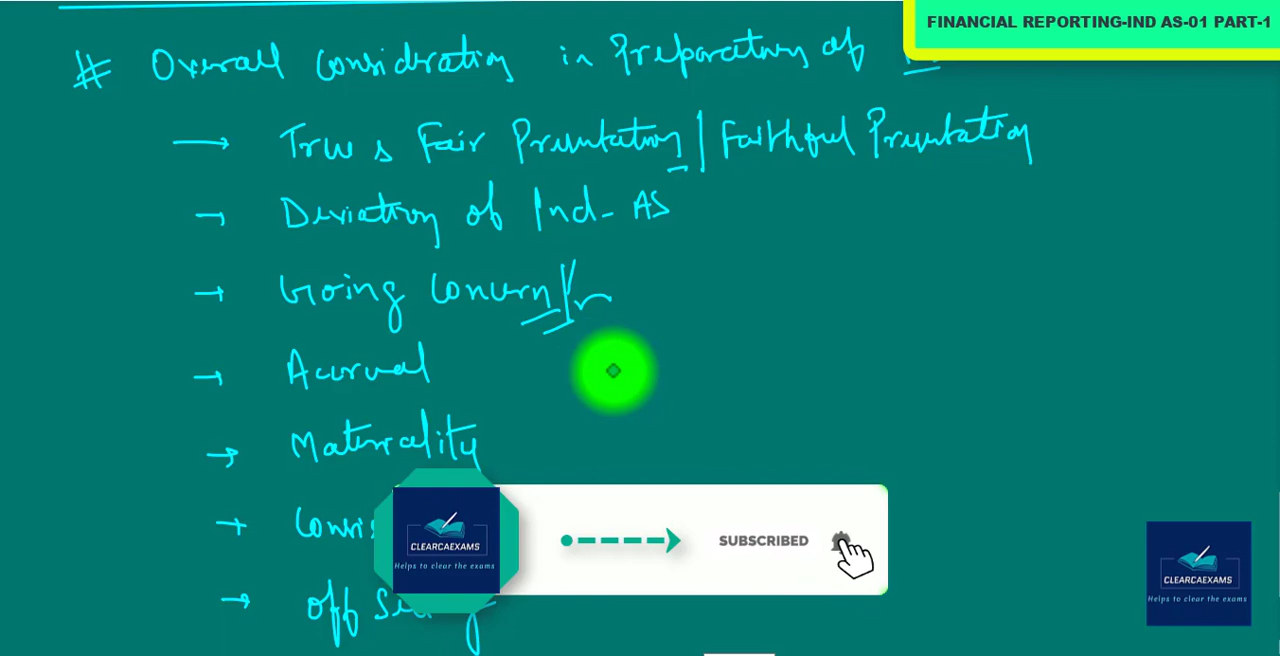 FINANCIAL REPORTING-IND AS-01 PART-1
# Overall Consideration in Preparation of
→ True & Fair Presentation | Faithful Presentation
→ Deviation of Ind-AS
→ Going Concern
→ Accrual
→ Materiality
→ Consis
→ Off
CLEARCAEXAMS
Helps to clear the exams
SUBSCRIBED
CLEARCAEXAMS
Helps to clear the exams